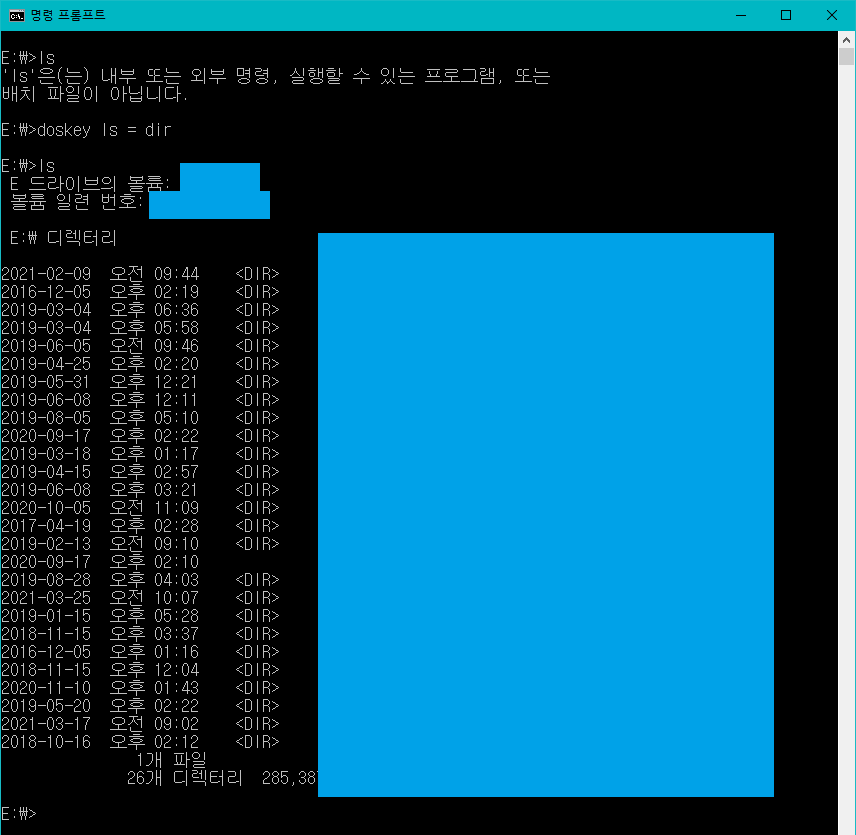 명령 프롬프트
E:₩>ls
'ls'은(는) 내부 또는 외부 명령, 실행할 수 있는 프로그램, 또는
배치 파일이 아닙니다.
E:₩>doskey ls = dir
E:₩>ls
E 드라이브의 볼륨:
볼륨 일련 번호:
E:₩ 디렉터리
2021-02-09 오전 09:44 <DIR>
2016-12-05 오후 02:19 <DIR>
2019-03-04 오후 06:36 <DIR>
2019-03-04 오후 05:58 <DIR>
2019-06-05 오전 09:46 <DIR>
2019-04-25 오후 02:20 <DIR>
2019-05-31 오후 12:21 <DIR>
2019-06-08 오후 12:11 <DIR>
2019-08-05 오후 05:10 <DIR>
2020-09-17 오후 02:22 <DIR>
2019-03-18 오후 01:17 <DIR>
2019-04-15 오후 02:57 <DIR>
2019-06-08 오후 03:21 <DIR>
2020-10-05 오전 11:09 <DIR>
2017-04-19 오후 02:28 <DIR>
2019-02-13 오전 09:10 <DIR>
2020-09-17 오후 02:10
2019-08-28 오후 04:03 <DIR>
2021-03-25 오전 10:07 <DIR>
2019-01-15 오후 05:28 <DIR>
2018-11-15 오후 03:37 <DIR>
2016-12-05 오후 01:16 <DIR>
2018-11-15 오후 12:04 <DIR>
2020-11-10 오후 01:43 <DIR>
2019-05-20 오후 02:22 <DIR>
2021-03-17 오전 09:02 <DIR>
2018-10-16 오후 02:12 <DIR>
1개 파일
26개 디렉터리 285,38
E:₩>